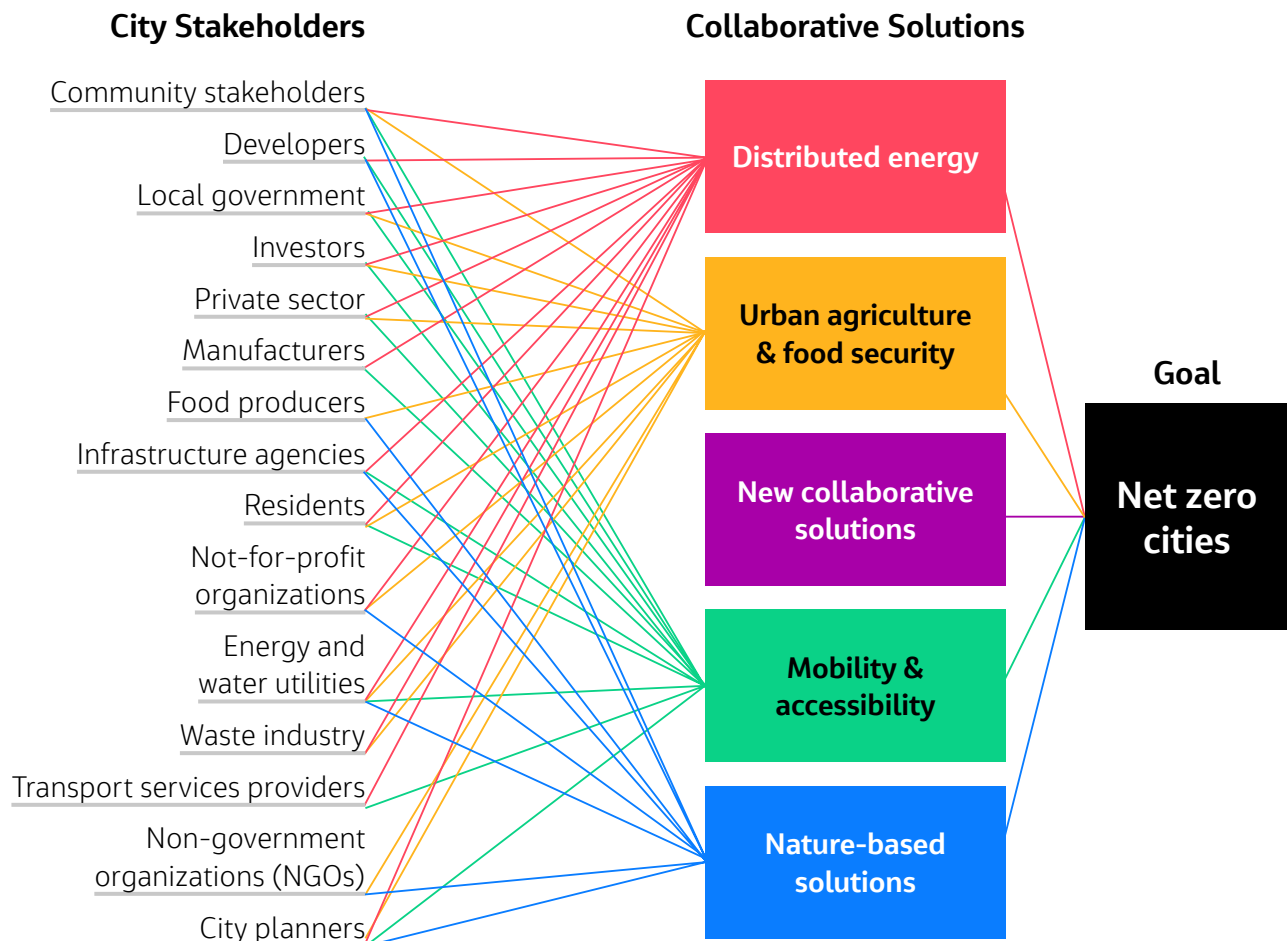 City Stakeholders
Community stakeholders
Developers
Local government
Investors
Private sector
Manufacturers
Food producers
Infrastructure agencies
Residents
Not-for-profit
organizations
Energy and
water utilities
Waste industry
Transport services providers
Non-government
organizations (NGOs)
City planners
Collaborative Solutions
Distributed energy
Urban agriculture
& food security
New collaborative
solutions
Mobility &
accessibility
Nature-based
solutions
Goal
Net zero
cities